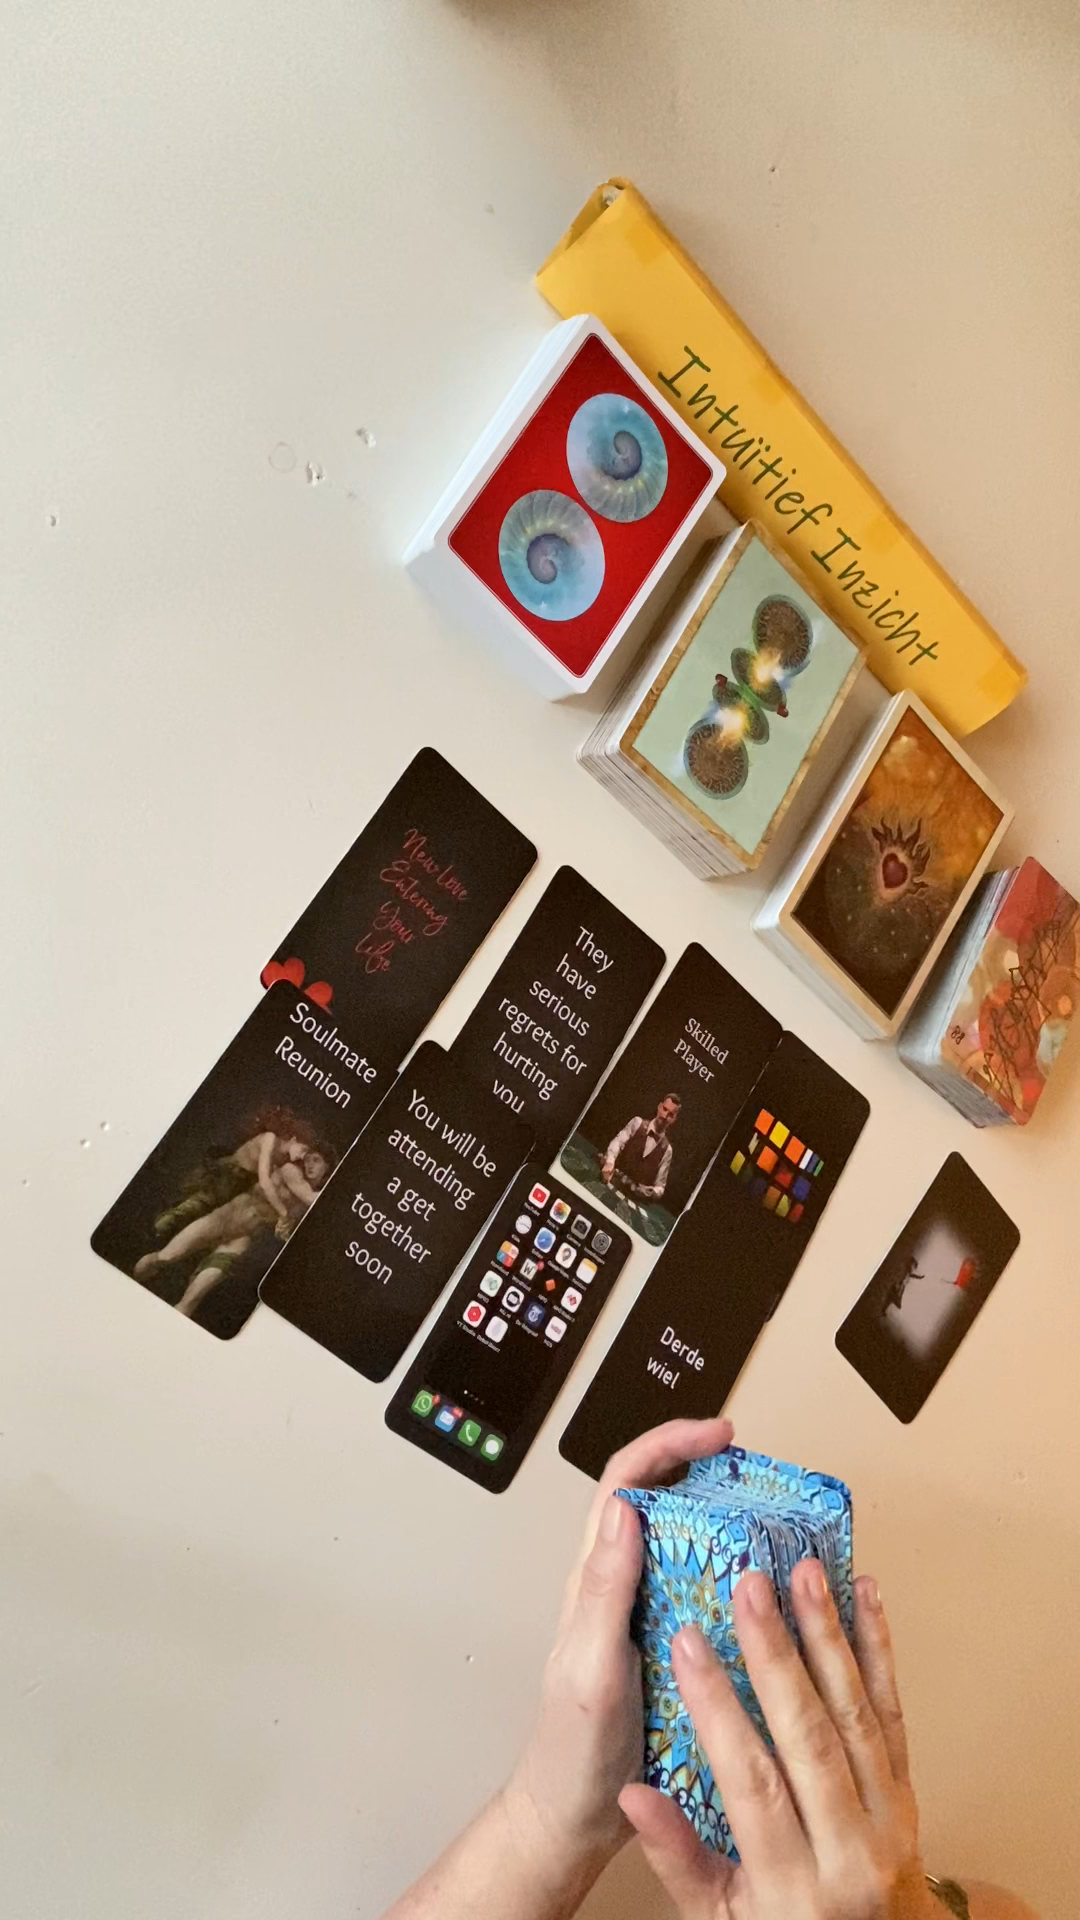 Intuïtief Inzicht
New love
Entering
Your
life
Soulmate
Reunion
They
have
serious
regrets for
hurting
you
You will be
attending
a get
together
soon
Skilled
Player
Derde
wiel
88